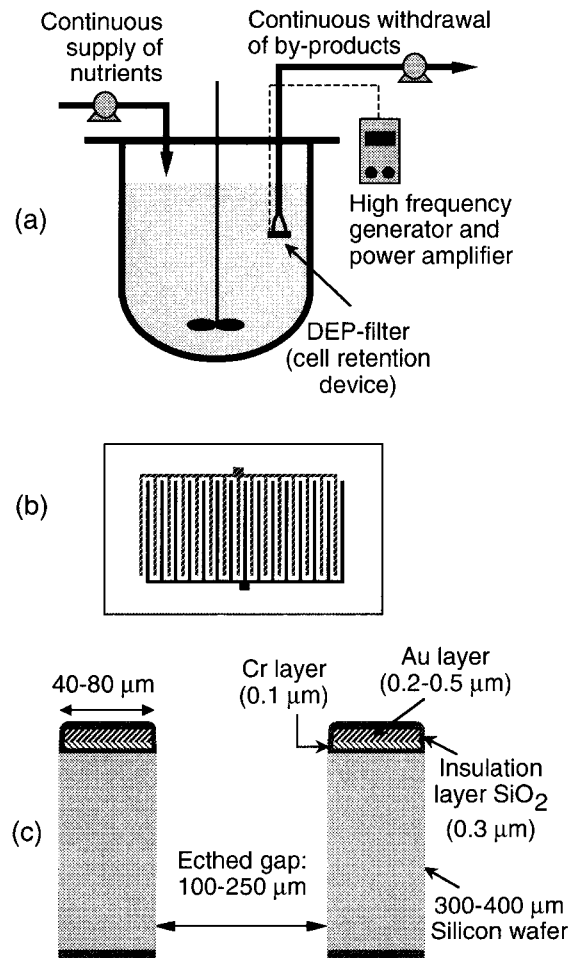 Continuous
supply of
nutrients
Continuous withdrawal
of by-products
(a)
High frequency
generator and
power amplifier
DEP-filter
(cell retention
device)
(b)
(c)
40-80 μm
Cr layer
(0.1 μm)
Au layer
(0.2-0.5 μm)
Insulation
layer SiO2
(0.3 μm)
Ecthed gap:
100-250 μm
300-400 μm
Silicon wafer